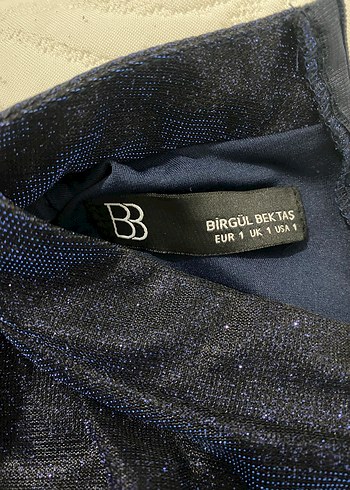 BB
BİRGÜL BEKTAŞ
EUR 1 UK 1 USA 1